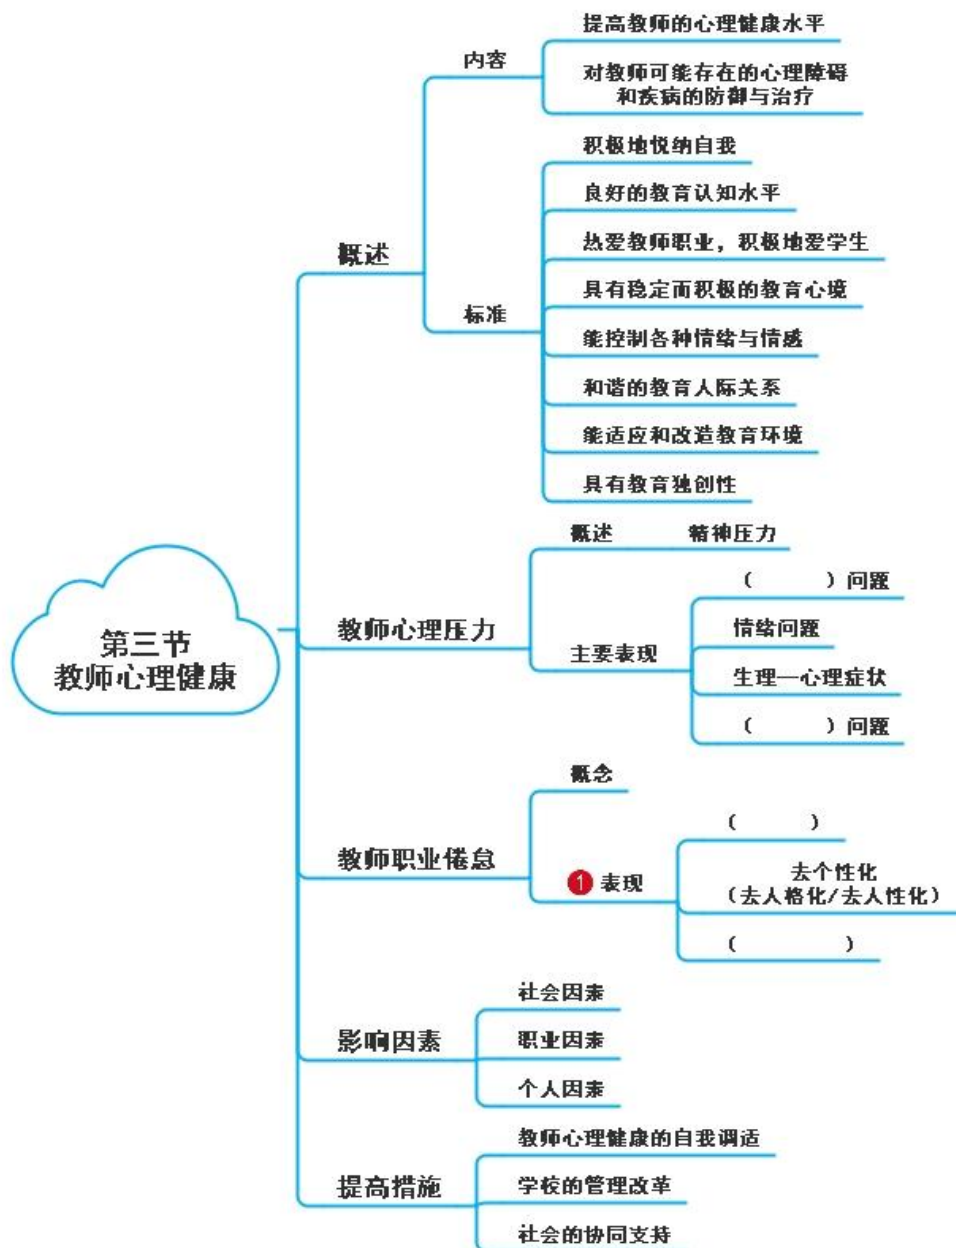 提高教师的心理健康水平
内容
对教师可能存在的心理障碍
和疾病的防御与治疗
积极地悦纳自我
良好的教育认知水平
概述
热爱教师职业，积极地爱学生
具有稳定而积极的教育心境
标准
能控制各种情绪与情感
和谐的教育人际关系
能适应和改造教育环境
具有教育独创性
概述
精神压力
（ ）问题
第三节
教师心理健康
教师心理压力
情绪问题
主要表现
生理—心理症状
（ ）问题
概念
（ ）
教师职业倦怠
1 表现
去个性化
（去人格化/去人性化）
（ ）
社会因素
影响因素
职业因素
个人因素
教师心理健康的自我调适
提高措施
学校的管理改革
社会的协同支持